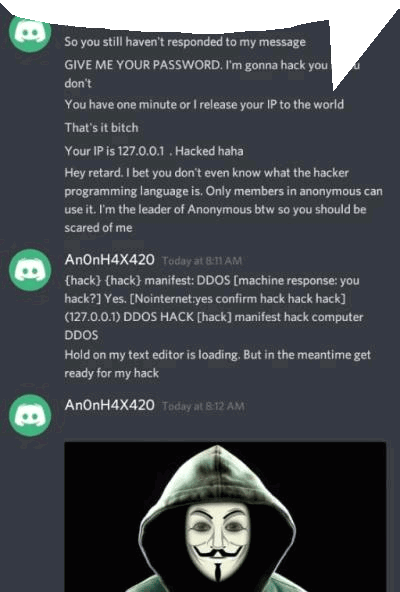 So you still haven't responded to my message
GIVE ME YOUR PASSWORD. I'm gonna hack you
don't
You have one minute or I release your IP to the world
That's it bitch
Your IP is 127.0.0.1 . Hacked haha
Hey retard. I bet you don't even know what the hacker
programming language is. Only members in anonymous can
use it. I'm the leader of Anonymous btw so you should be
scared of me
An0nH4X420 Today at 8:11 AM
{hack} {hack} manifest: DDOS [machine response: you
hack?] Yes. [Nointernet:yes confirm hack hack hack]
(127.0.0.1) DDOS HACK [hack] manifest hack computer
DDOS
Hold on my text editor is loading. But in the meantime get
ready for my hack
An0nH4X420 Today at 8:12 AM